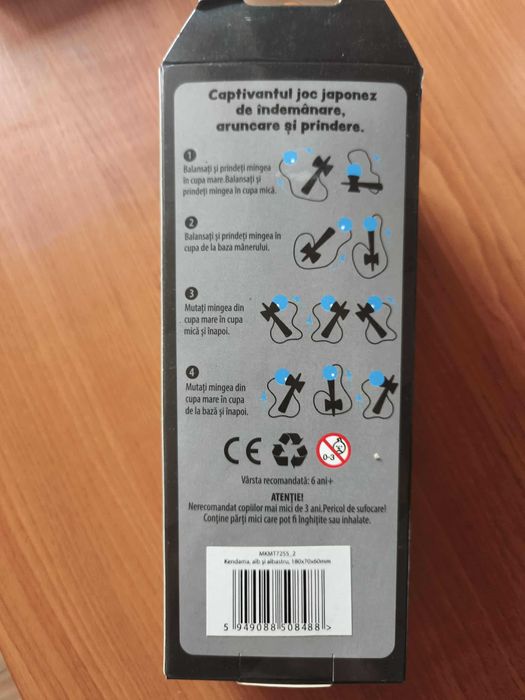 Captivantul joc japonez
de îndemânare,
aruncare și prindere.
1
Balansați și prindeți mingea
în cupa mare.Balansați și
prindeți mingea în cupa mică.
2
Balansați și prindeți mingea în
cupa de la baza mânerului.
3
Mutați mingea din
cupa mare în cupa
mică și înapoi.
4
Mutați mingea din
cupa mare în cupa
de la bază și înapoi.
CE
0-3
Vârsta recomandată: 6 ani+
ATENȚIE!
Nerecomandat copiilor mai mici de 3 ani.Pericol de sufocare!
Conține părți mici care pot fi înghițite sau inhalate.
MKMT7255_2
Kendama, alb și albastru, 180x70x60mm
5 949088 508488 >